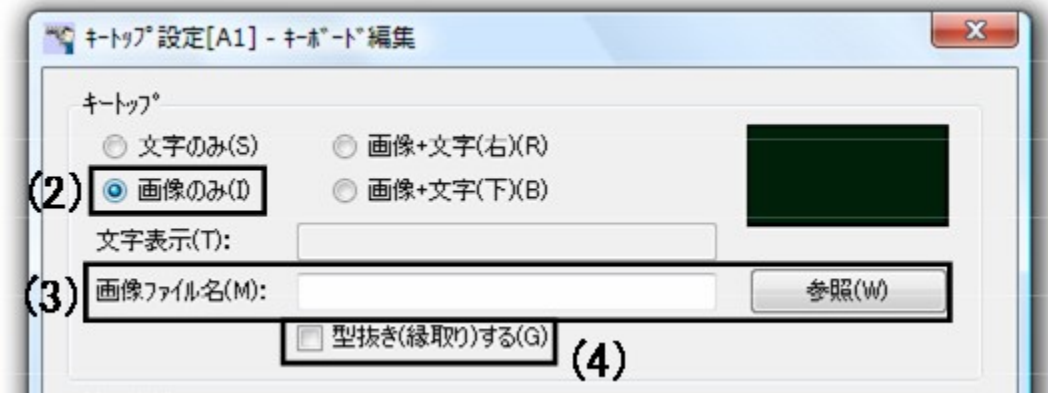 ｷｰﾄｯﾌﾟ設定[A1] - ｷｰﾎﾞｰﾄﾞ編集
ｷｰﾄｯﾌﾟ
文字のみ(S) 画像+文字(右)(R)
(2) 画像のみ(I) 画像+文字(下)(B)
文字表示(T):
(3) 画像ﾌｧｲﾙ名(M): 参照(W)
型抜き(縁取り)する(G) (4)